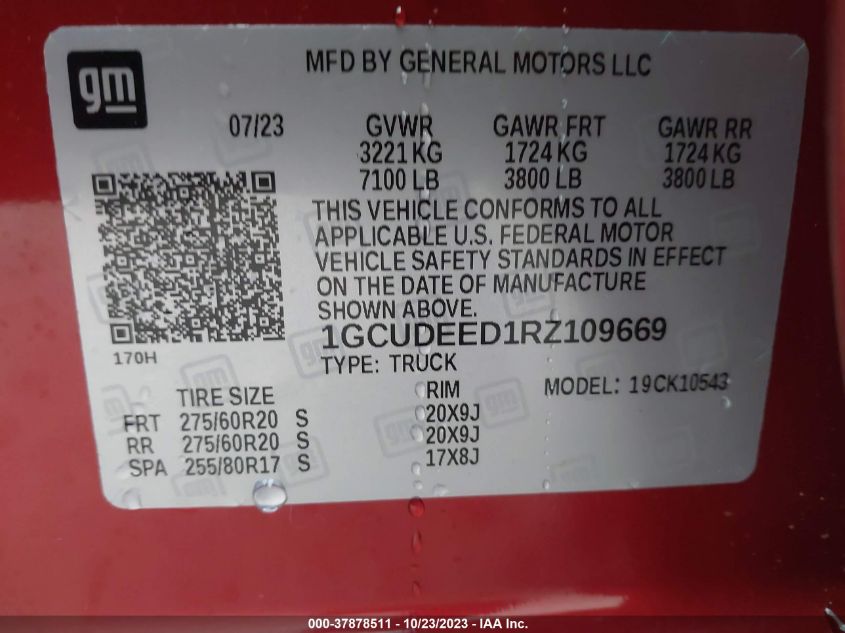 gm
MFD BY GENERAL MOTORS LLC
07/23 GVWR GAWR FRT GAWR RR
3221 KG 1724 KG 1724 KG
7100 LB 3800 LB 3800 LB
THIS VEHICLE CONFORMS TO ALL
APPLICABLE U.S. FEDERAL MOTOR
VEHICLE SAFETY STANDARDS IN EFFECT
ON THE DATE OF MANUFACTURE
SHOWN ABOVE.
170H
1GCUDEED1RZ109669
TYPE: TRUCK
TIRE SIZE RIM MODEL: 19CK10543
FRT 275/60R20 S 20X9J
RR 275/60R20 S 20X9J
SPA 255/80R17 S 17X8J
000-37878511 - 10/23/2023 - IAA Inc.